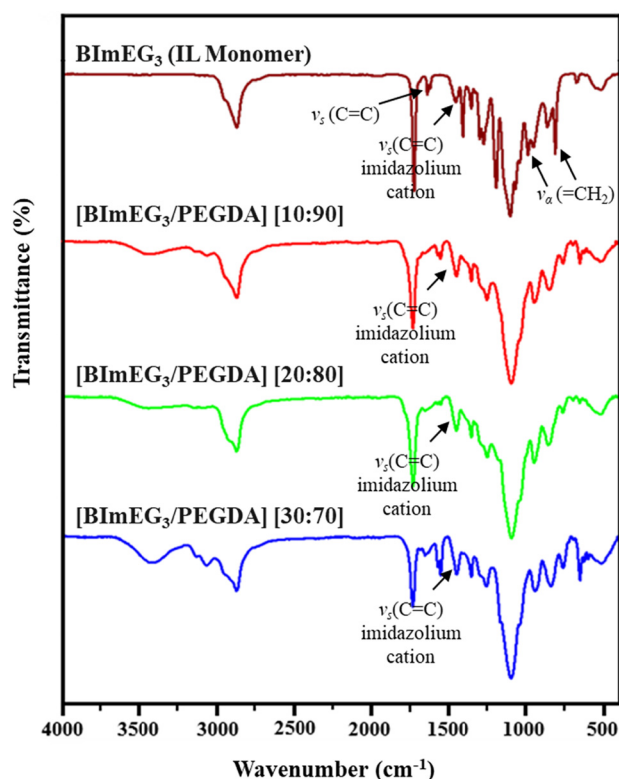 BImEG₃ (IL Monomer)
νₛ (C=C)
νₛ(C=C)
imidazolium
cation
νₐ (=CH₂)
[BImEG₃/PEGDA] [10:90]
νₛ(C=C)
imidazolium
cation
[BImEG₃/PEGDA] [20:80]
νₛ(C=C)
imidazolium
cation
[BImEG₃/PEGDA] [30:70]
νₛ(C=C)
imidazolium
cation
Transmittance (%)
4000 3500 3000 2500 2000 1500 1000 500
Wavenumber (cm⁻¹)